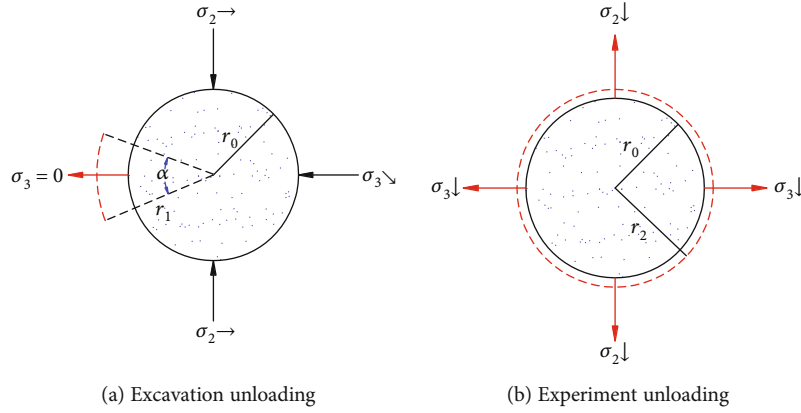 σ₂→
r₀
σ₃ = 0
α
r₁
σ₃↘
σ₂→
(a) Excavation unloading
σ₂↓
r₀
σ₃↓
σ₃↓
r₂
σ₂↓
(b) Experiment unloading